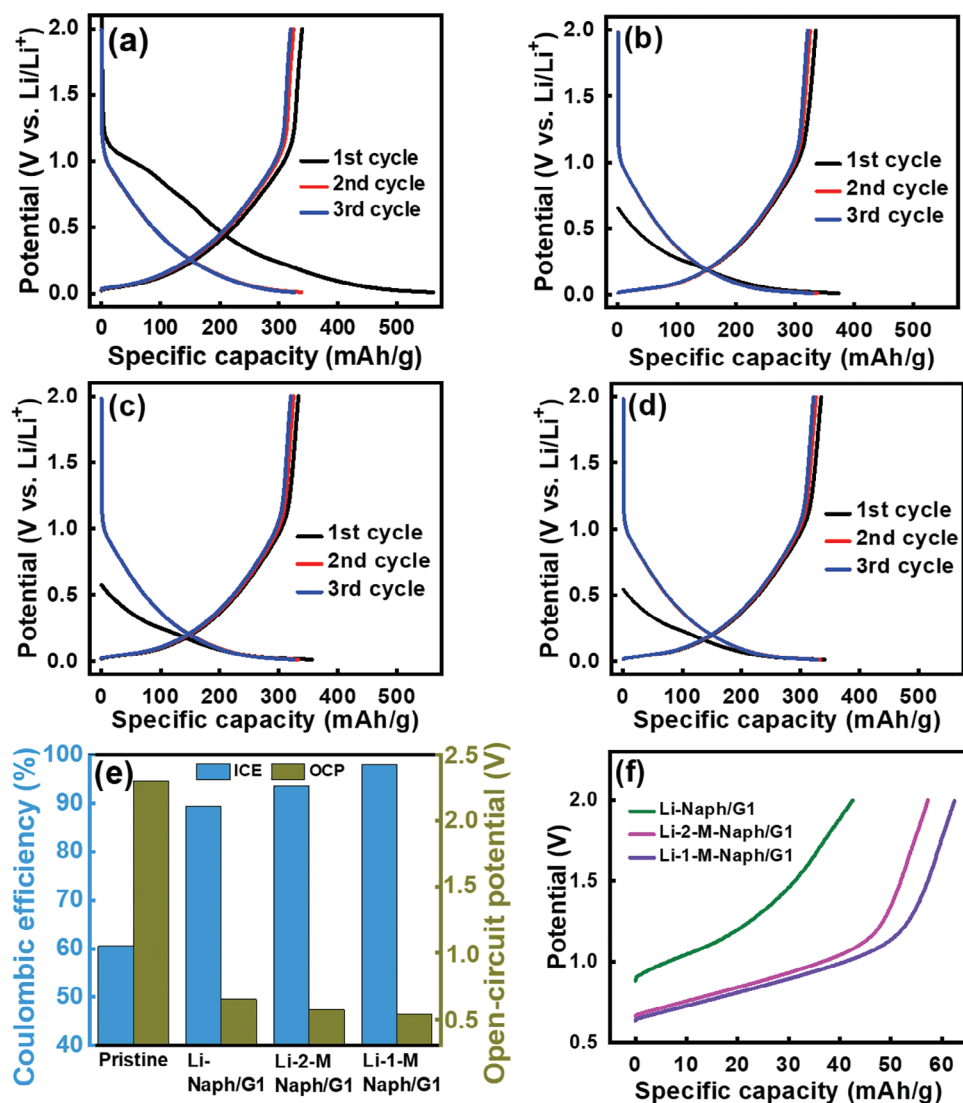 (a)
2.0
1.5
1.0
0.5
0.0
Potential (V vs. Li/Li⁺)
1st cycle
2nd cycle
3rd cycle
0 100 200 300 400 500
Specific capacity (mAh/g)
(b)
2.0
1.5
1.0
0.5
0.0
Potential (V vs. Li/Li⁺)
1st cycle
2nd cycle
3rd cycle
0 100 200 300 400 500
Specific capacity (mAh/g)
(c)
2.0
1.5
1.0
0.5
0.0
Potential (V vs. Li/Li⁺)
1st cycle
2nd cycle
3rd cycle
0 100 200 300 400 500
Specific capacity (mAh/g)
(d)
2.0
1.5
1.0
0.5
0.0
Potential (V vs. Li/Li⁺)
1st cycle
2nd cycle
3rd cycle
0 100 200 300 400 500
Specific capacity (mAh/g)
(e)
ICE OCP
100
90
80
70
60
50
40
Coulombic efficiency (%)
2.5
2.0
1.5
1.0
0.5
Open-circuit potential (V)
Pristine
Li-
Naph/G1
Li-2-M
Naph/G1
Li-1-M
Naph/G1
(f)
2.0
1.0
0.5
Potential (V)
Li-Naph/G1
Li-2-M-Naph/G1
Li-1-M-Naph/G1
0 10 20 30 40 50 60
Specific capacity (mAh/g)